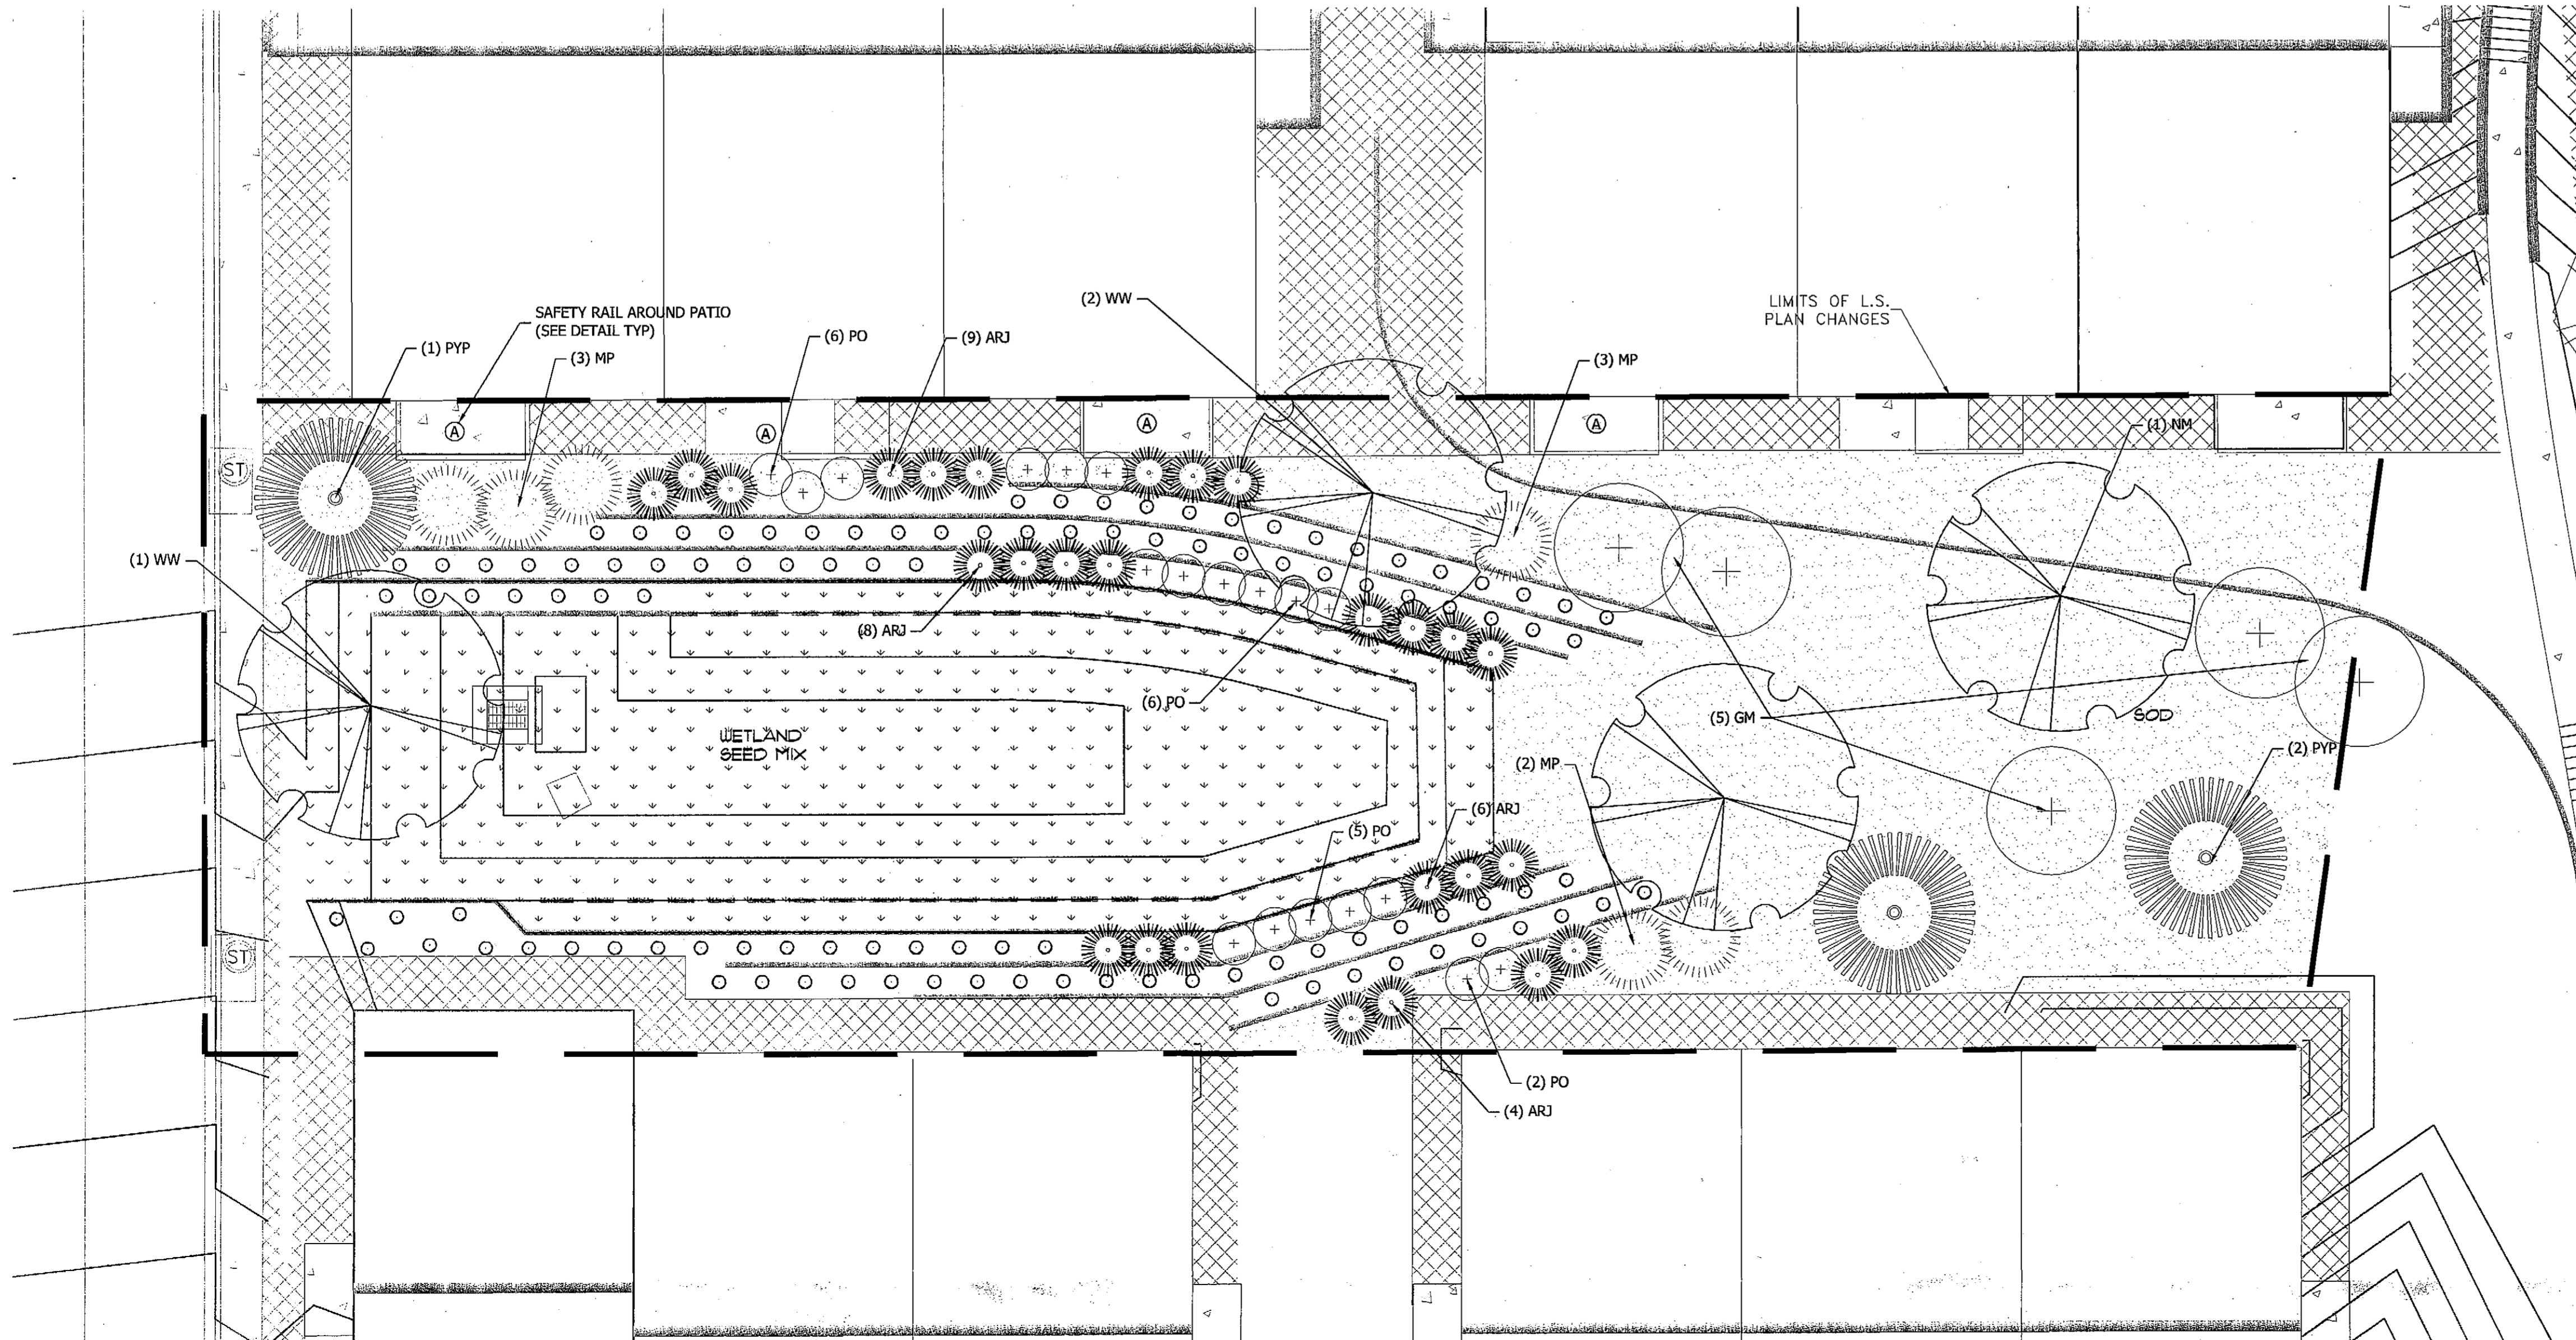 (2) WW
LIMITS OF L.S.
PLAN CHANGES
SAFETY RAIL AROUND PATIO
(SEE DETAIL TYP)
(6) PO
(9) ARJ
(1) PYP
(3) MP
(3) MP
(1) NM
A
A
A
A
ST
(1) WW
(8) ARJ
(6) PO
(5) GM
SOD
WETLAND
SEED MIX
(2) PYP
(2) MP
(6) ARJ
(5) PO
ST
(2) PO
(4) ARJ